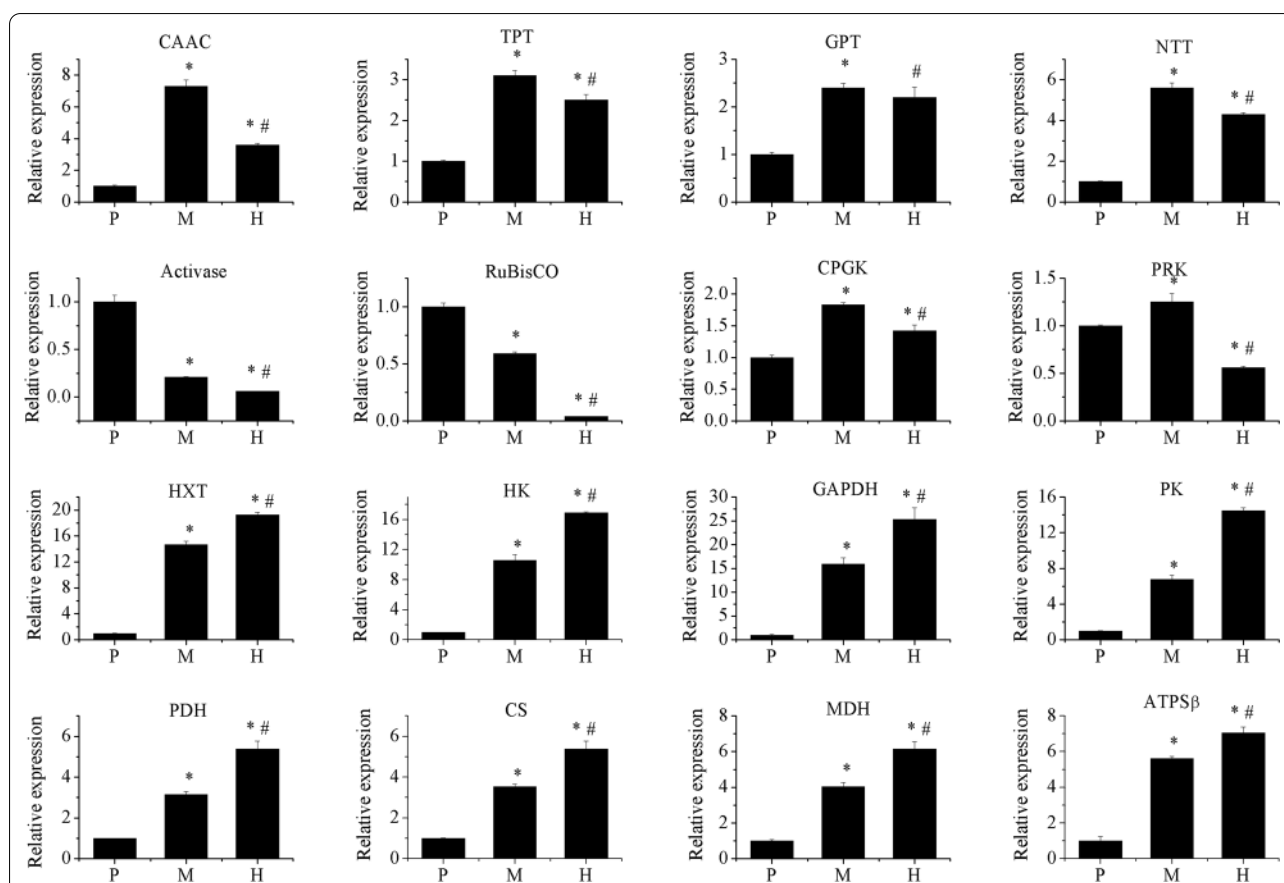 CAAC
Relative expression
8
6
4
2
0
*
* #
P M H
TPT
Relative expression
3
2
1
0
*
* #
P M H
GPT
Relative expression
3
2
1
0
*
#
P M H
NTT
Relative expression
6
4
2
0
*
* #
P M H
Activase
Relative expression
1.0
0.5
0.0
*
* #
P M H
RuBisCO
Relative expression
1.0
0.5
0.0
*
* #
P M H
CPGK
Relative expression
2.0
1.5
1.0
0.5
0.0
*
* #
P M H
PRK
Relative expression
1.5
1.0
0.5
0.0
*
* #
P M H
HXT
Relative expression
20
16
12
8
4
0
*
* #
P M H
HK
Relative expression
16
12
8
4
0
*
* #
P M H
GAPDH
Relative expression
30
25
20
15
10
5
0
*
* #
P M H
PK
Relative expression
16
12
8
4
0
*
* #
P M H
PDH
Relative expression
6
4
2
0
*
* #
P M H
CS
Relative expression
6
4
2
0
*
* #
P M H
MDH
Relative expression
8
6
4
2
0
*
* #
P M H
ATPSβ
Relative expression
8
6
4
2
0
*
* #
P M H